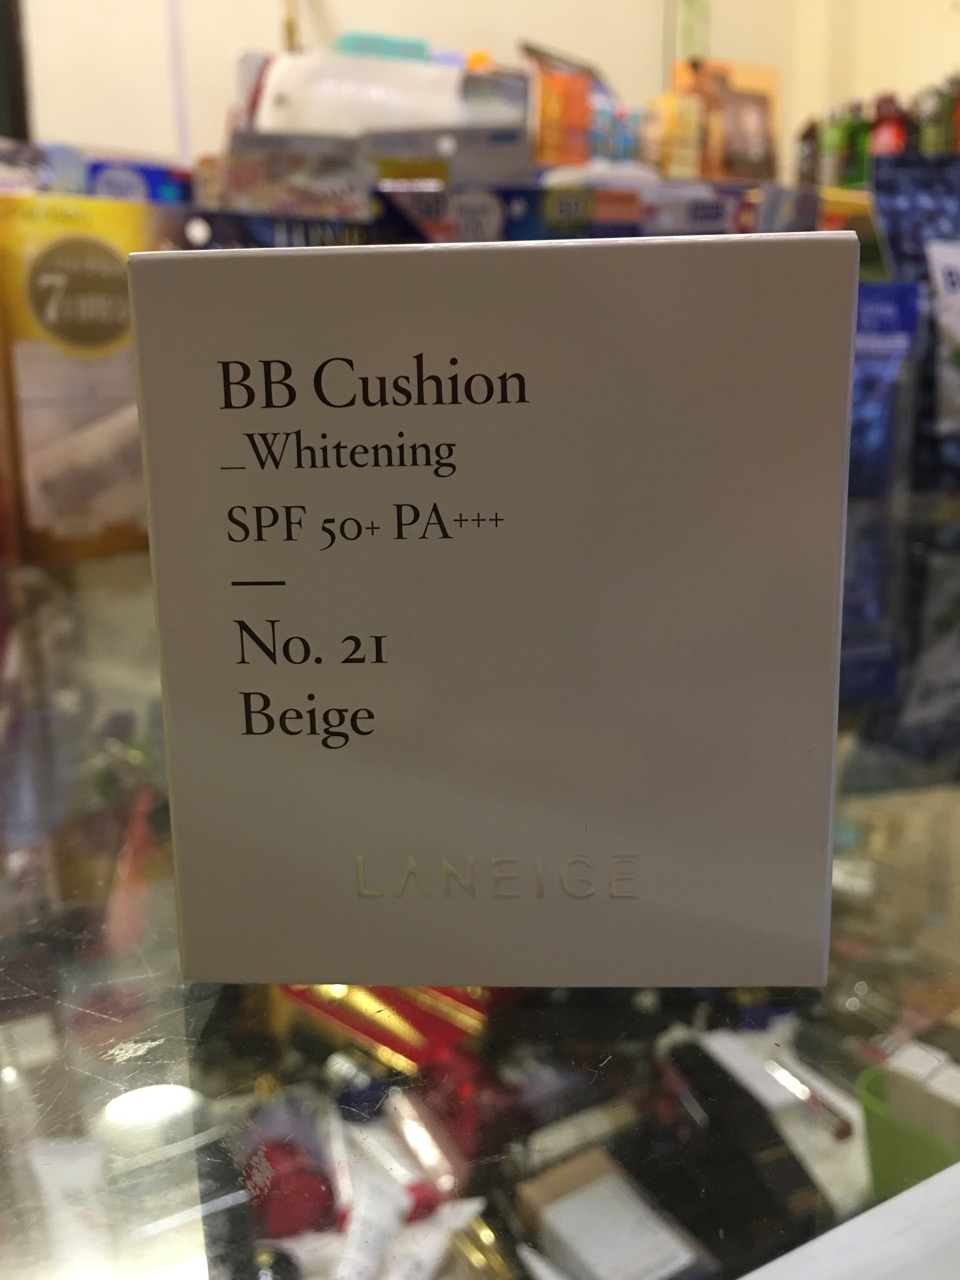 BB Cushion
_Whitening
SPF 50+ PA+++
No. 21
Beige
LANEIGE